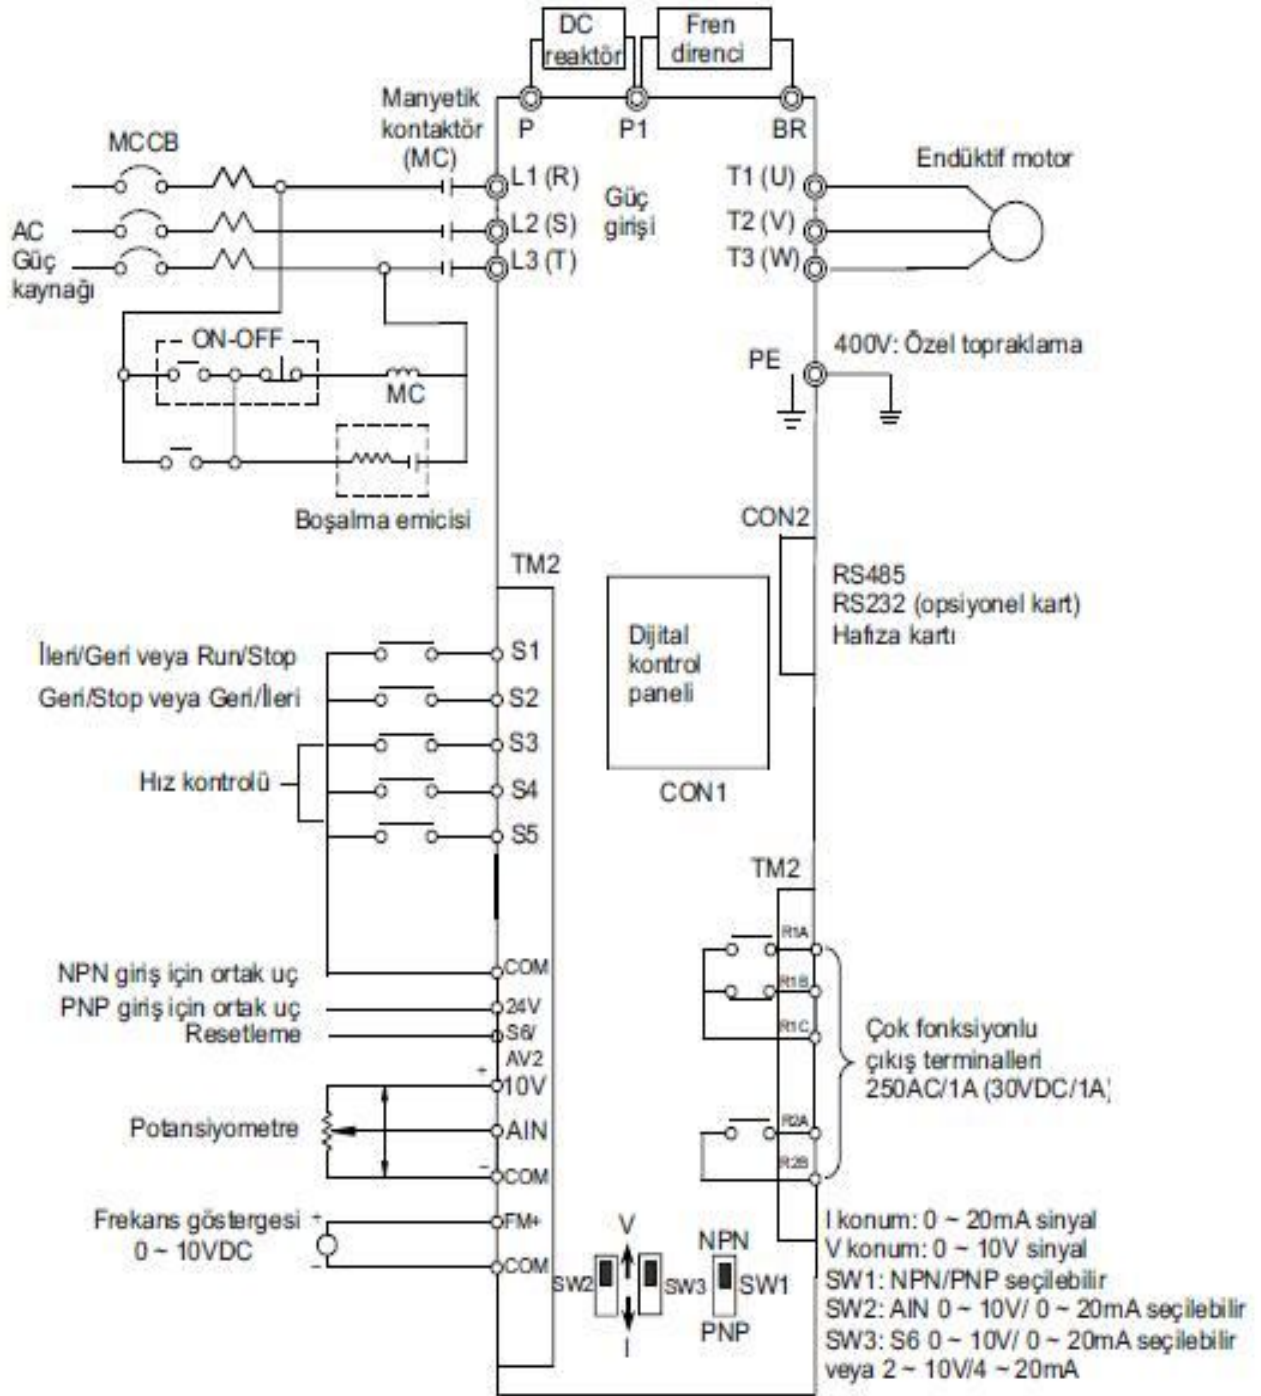 DC
reaktör
Fren
direnci
Manyetik
kontaktör
(MC)
P
P1
BR
MCCB
L1 (R)
Güç
girişi
T1 (U)
Endüktif motor
AC
Güç
kaynağı
L2 (S)
T2 (V)
L3 (T)
T3 (W)
ON-OFF
MC
PE
400V: Özel topraklama
Boşalma emicisi
CON2
TM2
RS485
RS232 (opsiyonel kart)
Hafıza kartı
Dijital
kontrol
paneli
CON1
İleri/Geri veya Run/Stop
S1
Geri/Stop veya Geri/İleri
S2
S3
Hız kontrolü
S4
S5
TM2
R1A
R1B
R1C
NPN giriş için ortak uç
COM
PNP giriş için ortak uç
24V
Resetleme
S6/
AV2
+
10V
Potansiyometre
AIN
−
COM
Çok fonksiyonlu
çıkış terminalleri
250AC/1A (30VDC/1A)
R2A
R2B
Frekans göstergesi
0 ~ 10VDC
+
FM+
−
COM
V
I
SW2
SW3
NPN
SW1
PNP
I konum: 0 ~ 20mA sinyal
V konum: 0 ~ 10V sinyal
SW1: NPN/PNP seçilebilir
SW2: AIN 0 ~ 10V/ 0 ~ 20mA seçilebilir
SW3: S6 0 ~ 10V/ 0 ~ 20mA seçilebilir
veya 2 ~ 10V/4 ~ 20mA